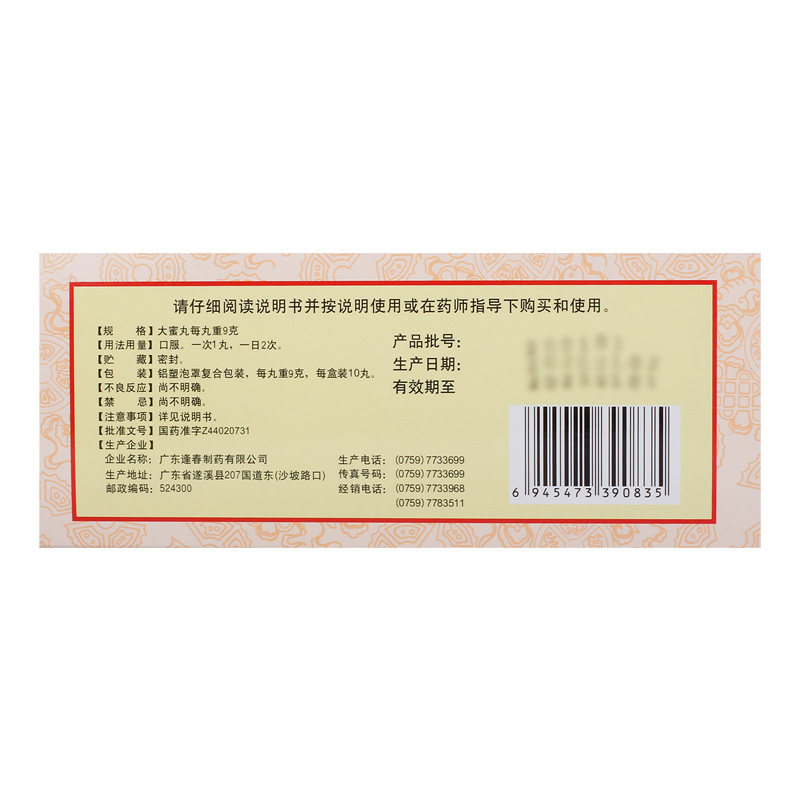 请仔细阅读说明书并按说明使用或在药师指导下购买和使用。
【规　　格】大蜜丸每丸重9克
【用法用量】口服。一次1丸，一日2次。
【贮　　藏】密封。
【包　　装】铝塑泡罩复合包装，每丸重9克，每盒装10丸。
【不良反应】尚不明确。
【禁　　忌】尚不明确。
【注意事项】详见说明书。
【批准文号】国药准字Z44020731
【生产企业】
企业名称：广东逢春制药有限公司
生产地址：广东省遂溪县207国道东(沙坡路口)
邮政编码：524300
生产电话：(0759) 7733699
传真号码：(0759) 7733699
经销电话：(0759) 7733968
(0759) 7783511
产品批号：
生产日期：
有效期至
6 945473 390835